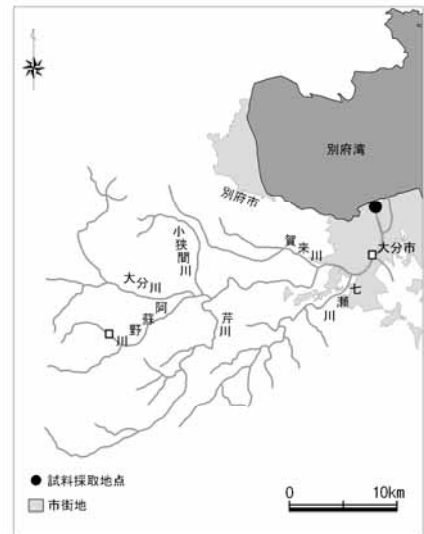 別府湾
別府市
大分市
賀来川
小狭間川
大分川
七瀬川
阿蘇野川
芹川
● 試料採取地点
市街地
0 10km